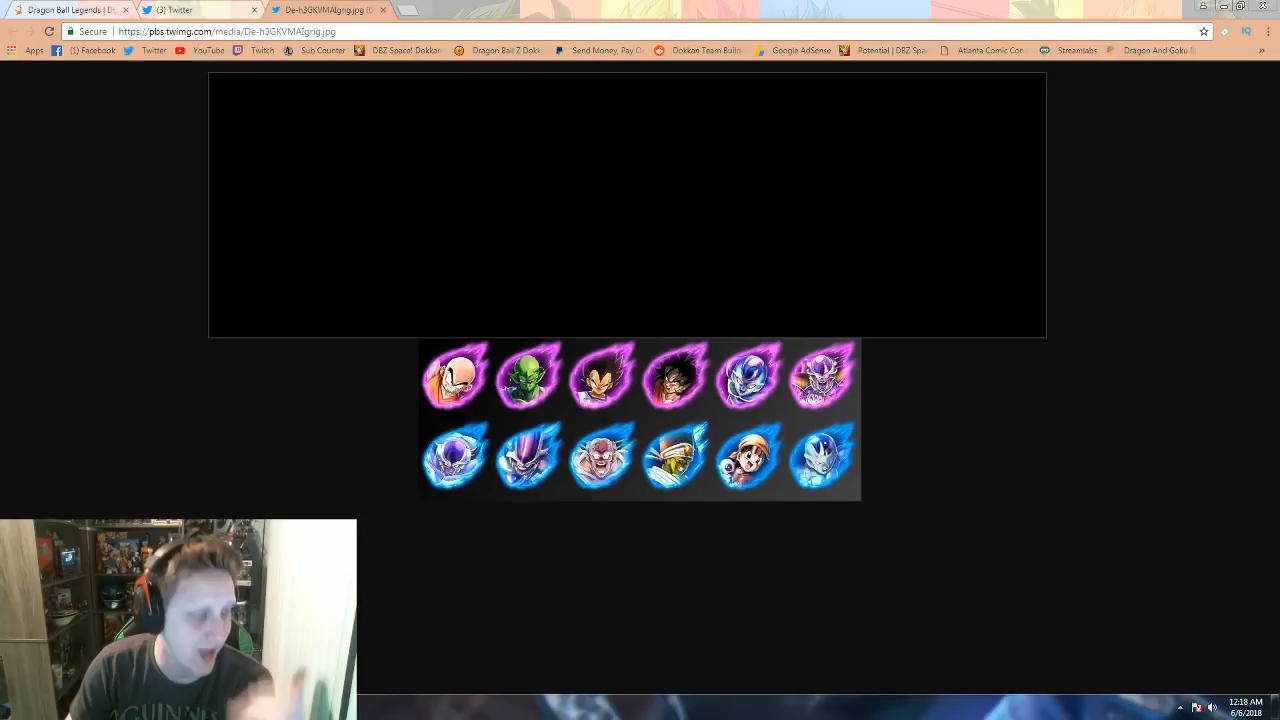 Dragon Ball Legends | D
(3) Twitter
De-h3GKVMAIgrig.jpg (
Secure
https://pbs.twimg.com/media/De-h3GKVMAIgrig.jpg
IQ
Apps (1) Facebook Twitter YouTube Twitch Sub Counter DBZ Space! Dokkan Dragon Ball Z Dokk Send Money, Pay O Dokkan Team Build Google AdSense Potential | DBZ Spa Atlanta Comic Con Streamlabs Dragon And Goku B »
12:18 AM
6/6/2018